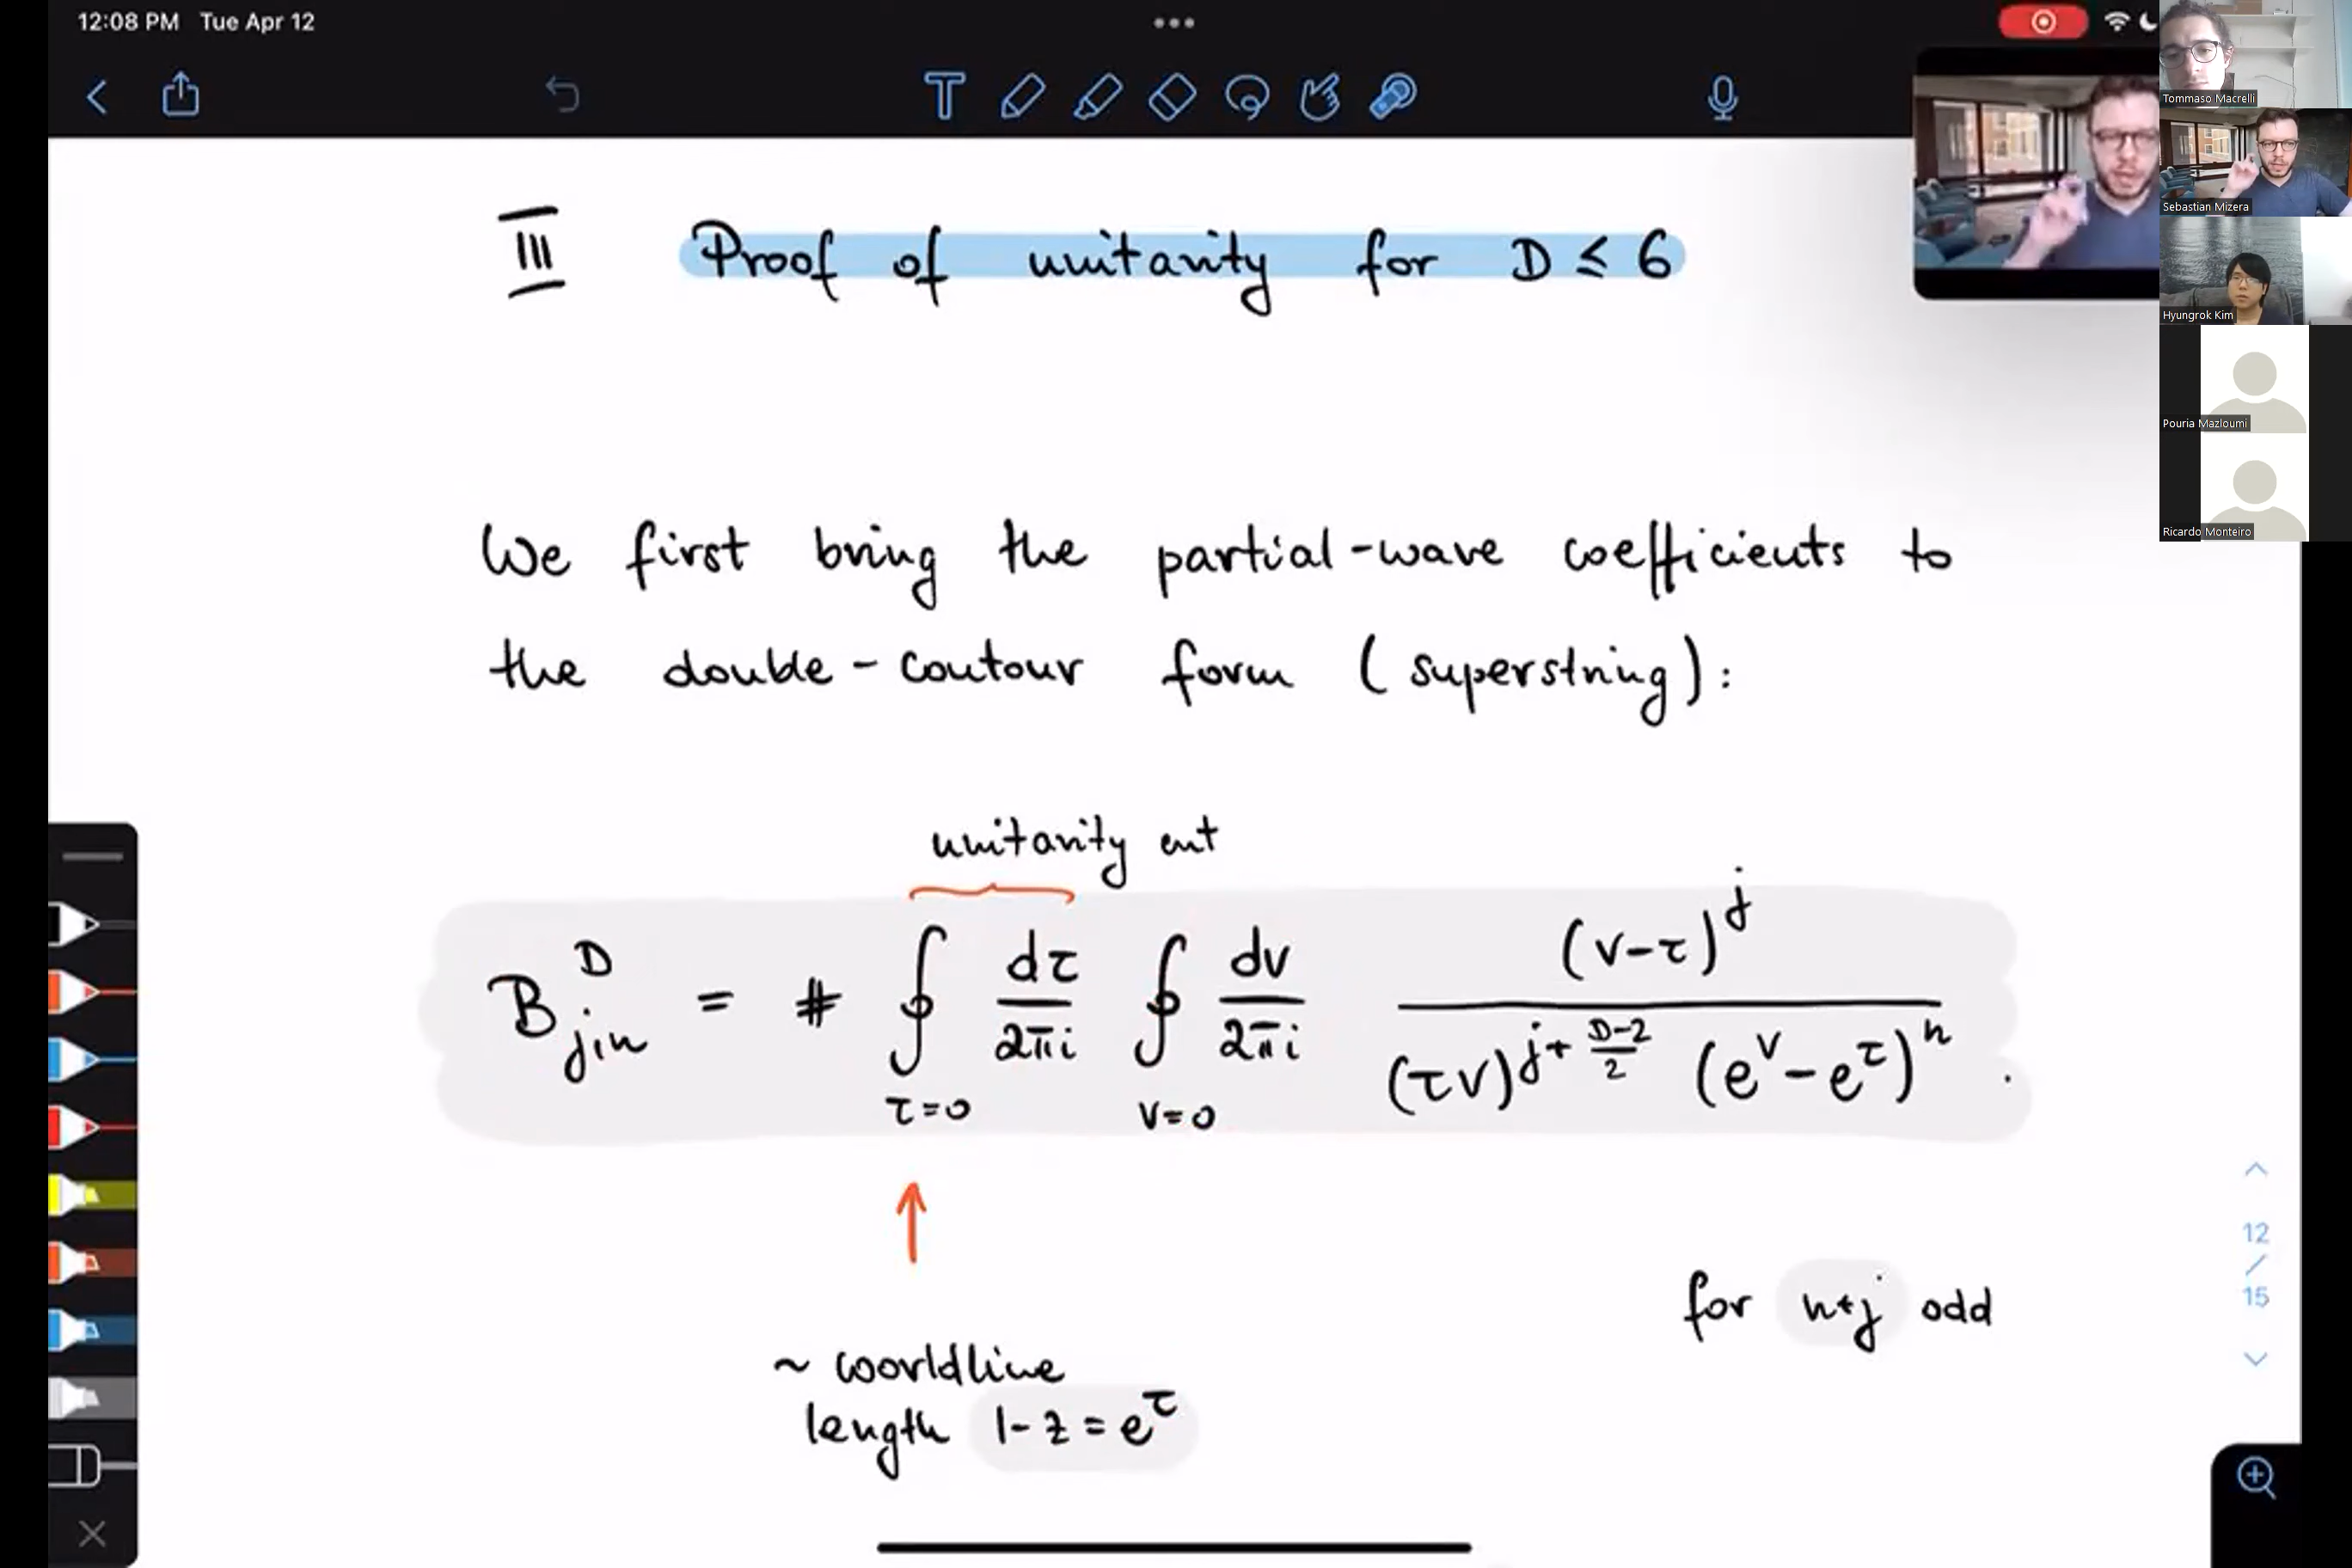 12:08 PM Tue Apr 12
Tommaso Macrelli
Sebastian Mizera
Hyungrok Kim
Pouria Mazloumi
Ricardo Monteiro
III Proof of unitarity for D ≤ 6
We first bring the partial-wave coefficients to
the double-contour form (superstring):
unitarity cut
B^D_{j,n} = # ∮_{τ=0} dτ/2πi ∮_{v=0} dv/2πi (v-τ)^j / (τv)^{j+(D-2)/2} (e^v - e^τ)^n .
for n+j odd
~ worldline
length 1-z = e^τ
12
/
15